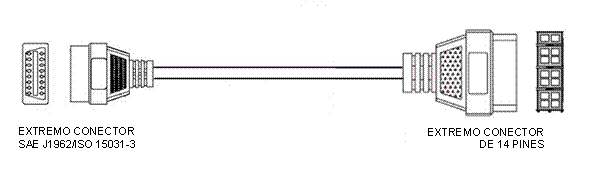 EXTREMO CONECTOR
SAE J1962/ISO 15031-3
EXTREMO CONECTOR
DE 14 PINES